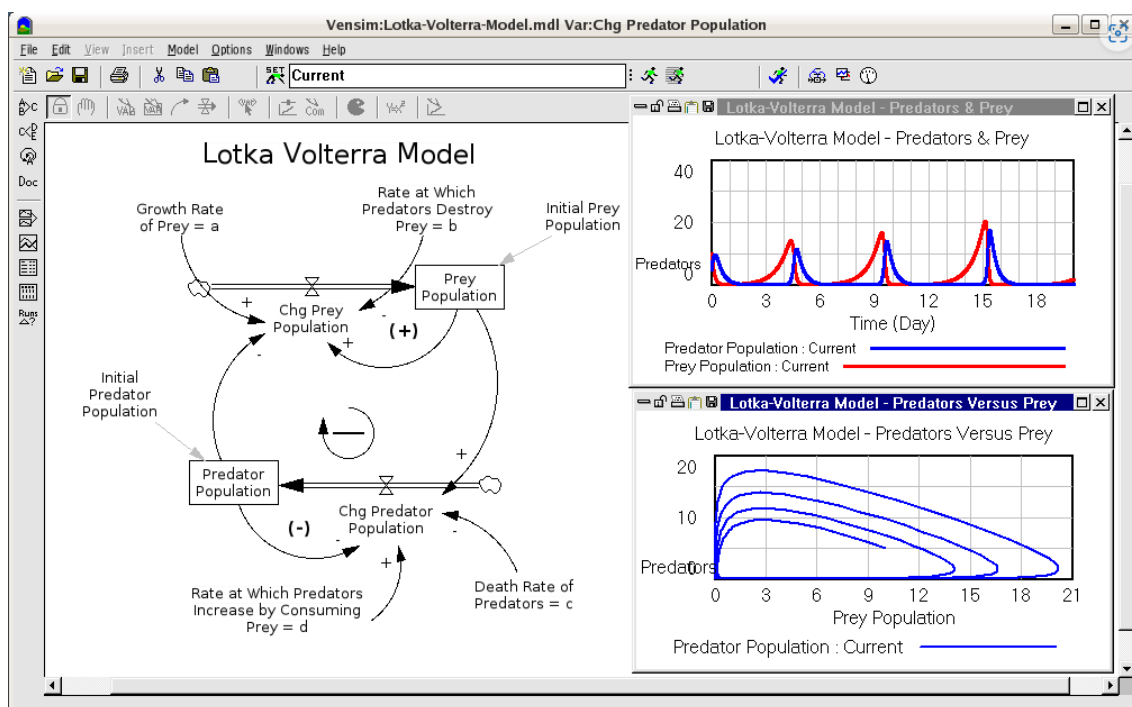 Vensim:Lotka-Volterra-Model.mdl Var:Chg Predator Population
File Edit View Insert Model Options Windows Help
SET Current
Doc
Runs
VAB
Com
Lotka Volterra Model
Growth Rate
of Prey = a
Rate at Which
Predators Destroy
Prey = b
Initial Prey
Population
Prey
Population
+
-
Chg Prey
Population
(+)
+
-
Initial
Predator
Population
+
Predator
Population
(-)
Chg Predator
Population
-
-
+
Rate at Which Predators
Increase by Consuming
Prey = d
Death Rate of
Predators = c
Lotka-Volterra Model - Predators & Prey
Lotka-Volterra Model - Predators & Prey
40
20
Predators
0
0 3 6 9 12 15 18
Time (Day)
Predator Population : Current
Prey Population : Current
Lotka-Volterra Model - Predators Versus Prey
Lotka-Volterra Model - Predators Versus Prey
20
10
Predators
0
0 3 6 9 12 15 18 21
Prey Population
Predator Population : Current